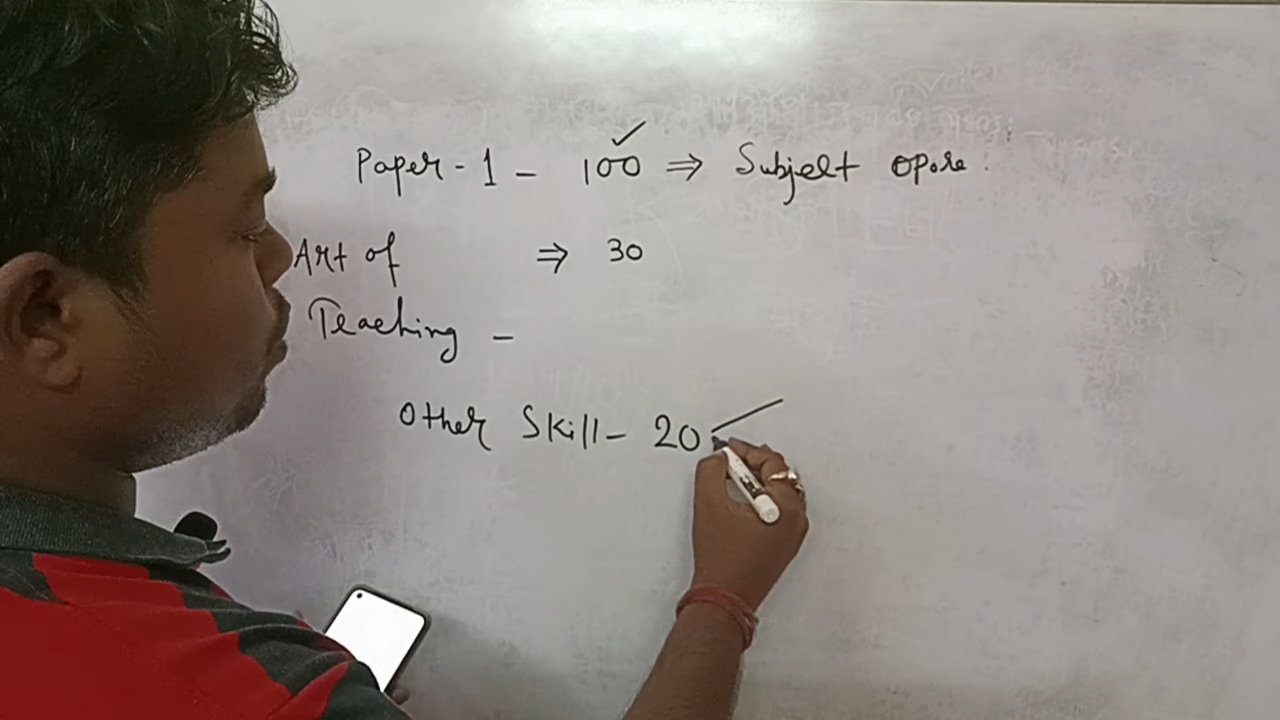 Paper-1 - 100 ✓ ⇒ Subject opore.
Art of ⇒ 30
Teaching -
Other Skill - 20